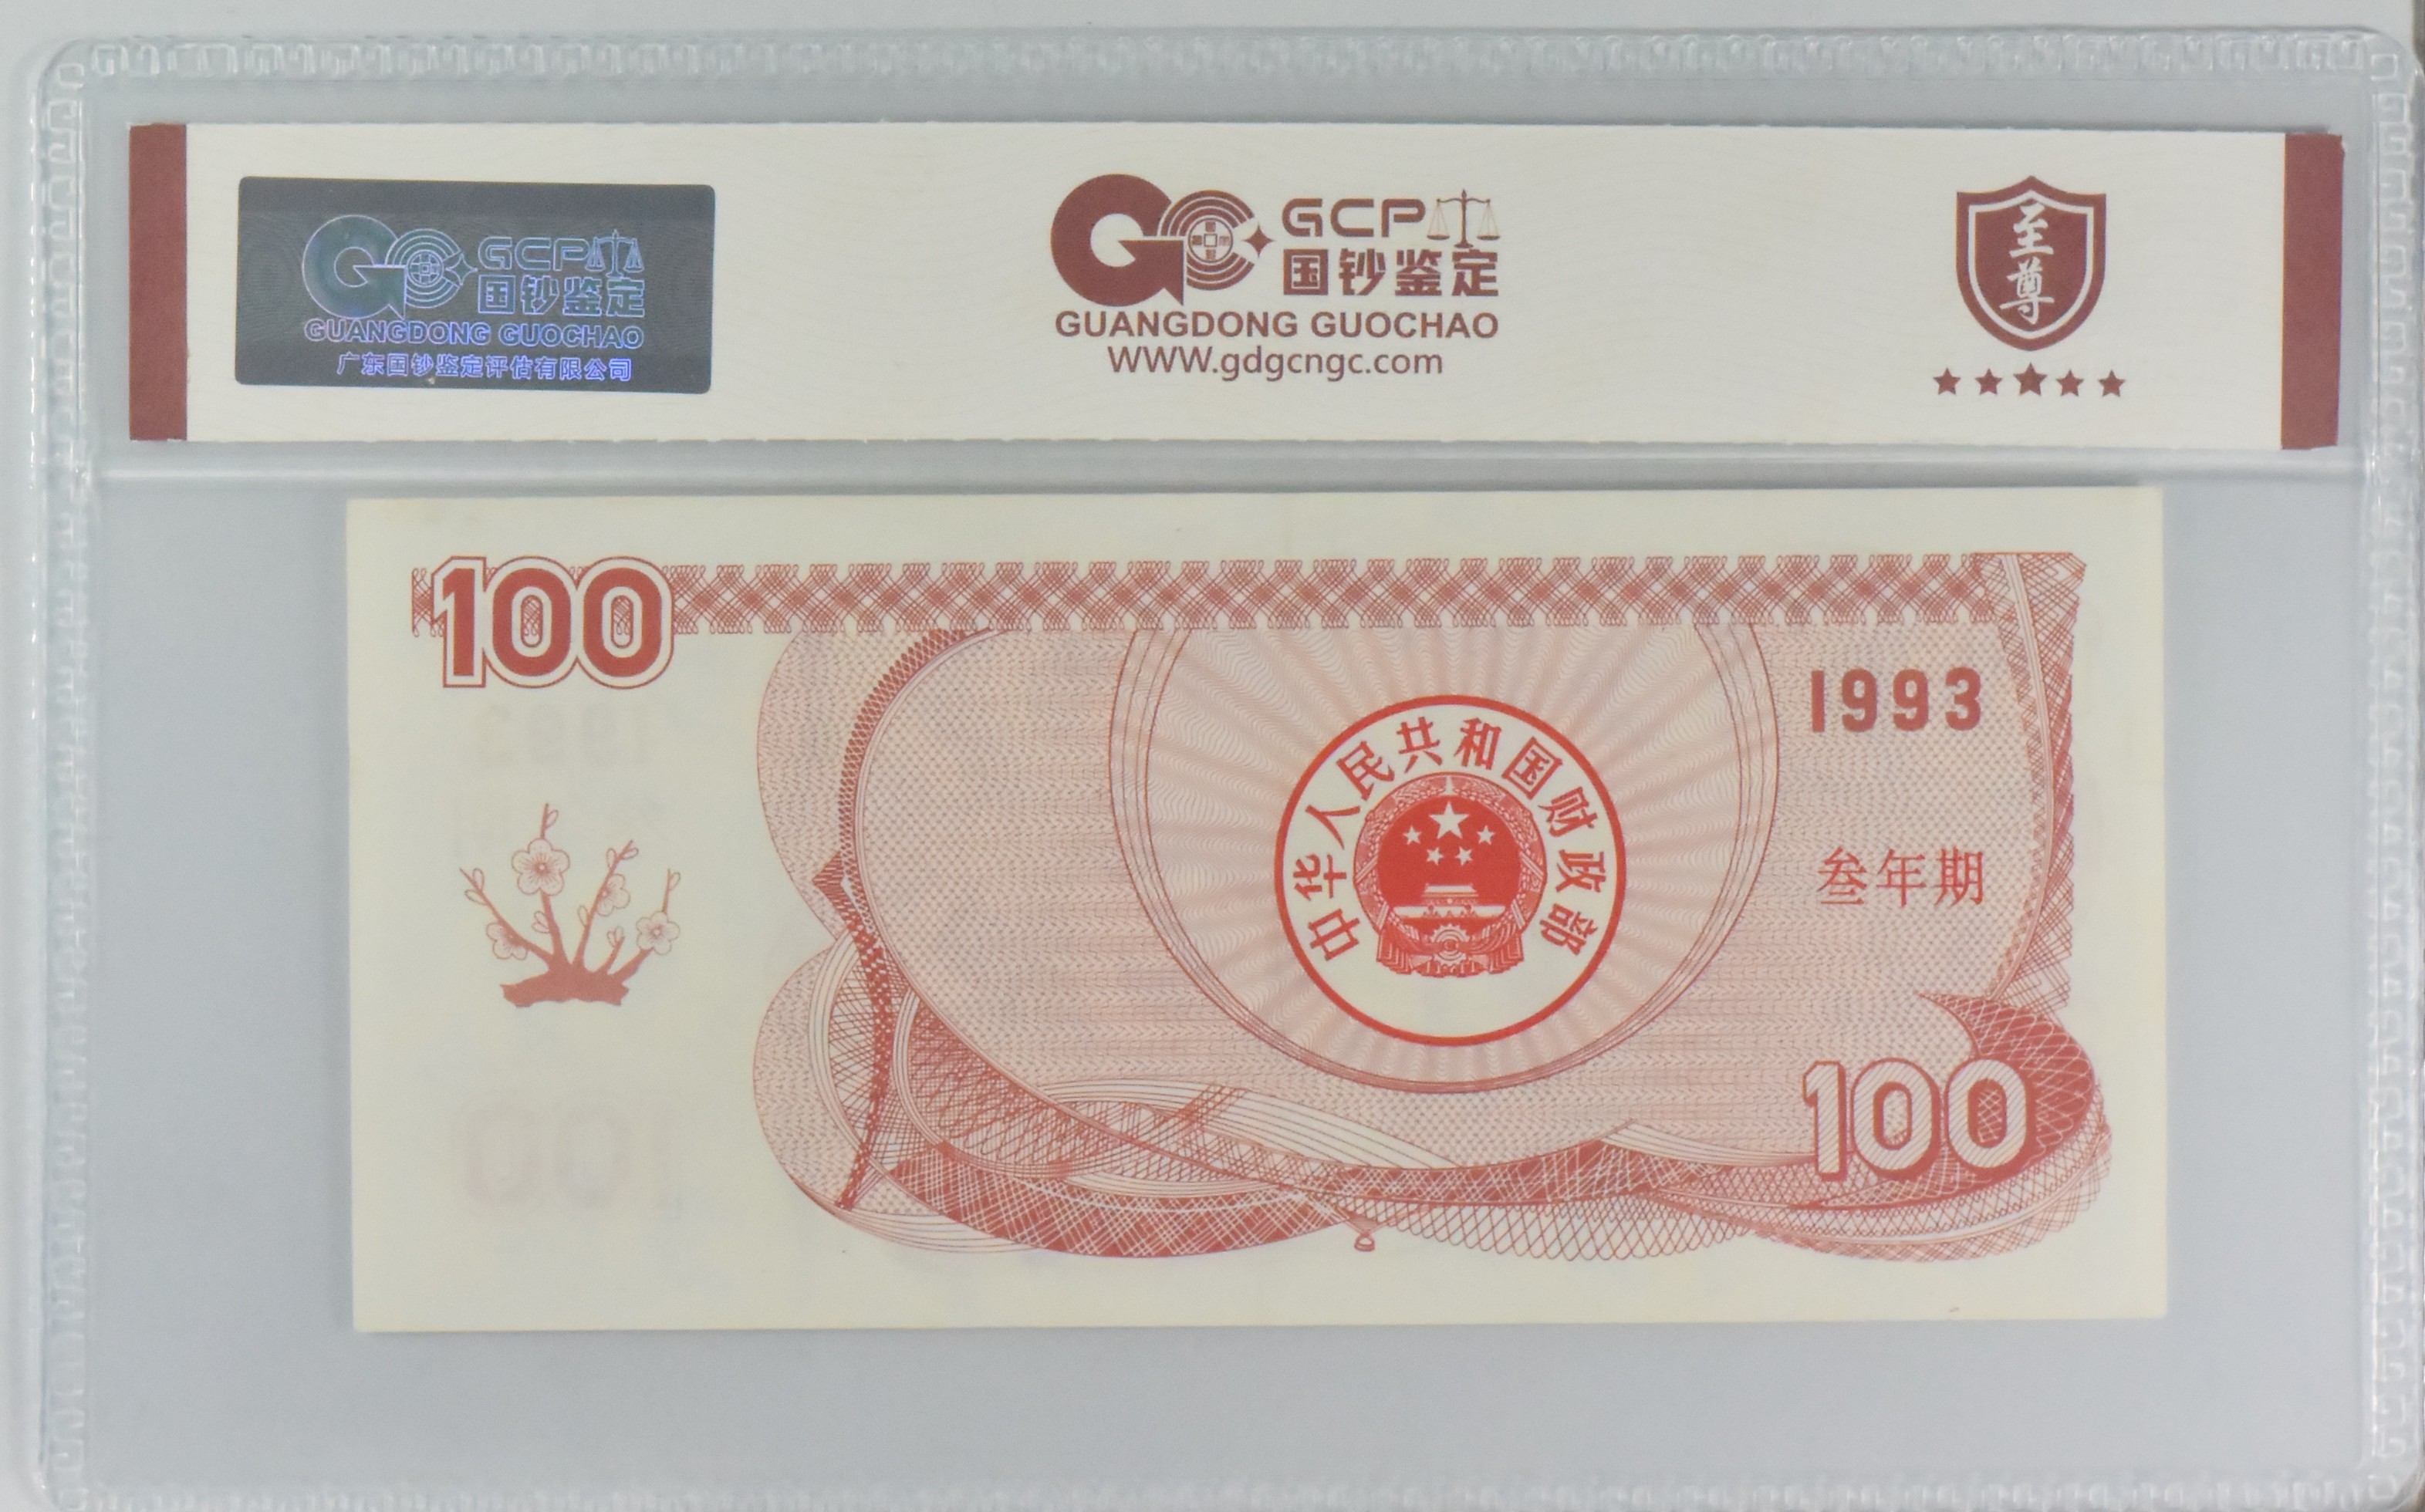 GCP
国钞鉴定
GUANGDONG GUOCHAO
广东国钞鉴定评估有限公司
GCP
国钞鉴定
GUANGDONG GUOCHAO
WWW.gdgcngc.com
至尊
100
1993
中华人民共和国财政部
叁年期
100